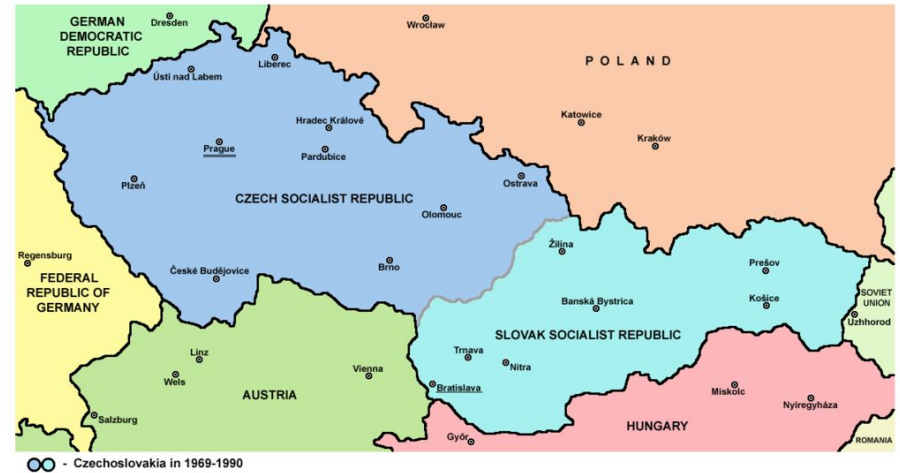 GERMAN
DEMOCRATIC
REPUBLIC
Dresden
Wrocław
POLAND
Liberec
Ústi nad Labem
Hradec Králové
Katowice
Prague
Kraków
Pardubice
Plzeň
Ostrava
CZECH SOCIALIST REPUBLIC
Olomouc
Žilina
Regensburg
Brno
Prešov
České Budějovice
FEDERAL
REPUBLIC OF
GERMANY
SOVIET
UNION
Banská Bystrica
Košice
Uzhhorod
SLOVAK SOCIALIST REPUBLIC
Linz
Trnava
Nitra
Wels
Vienna
Bratislava
AUSTRIA
Miskolc
Nyíregyháza
Salzburg
HUNGARY
Győr
ROMANIA
- Czechoslovakia in 1969-1990